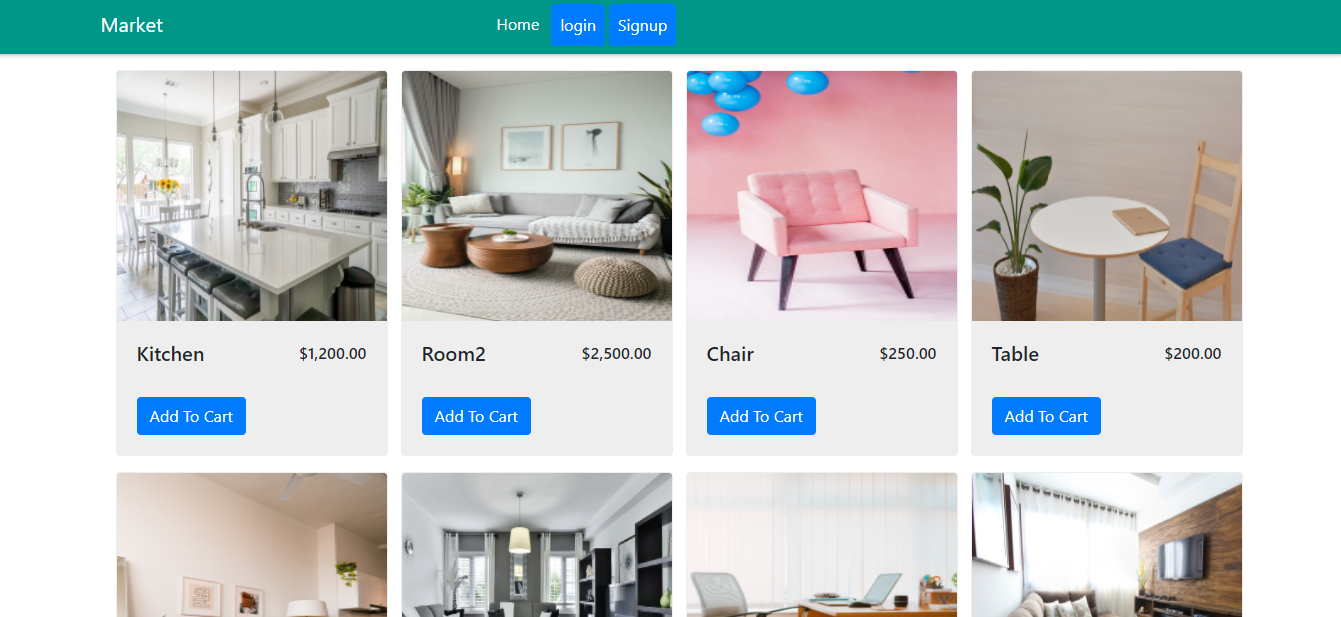 Market Home login Signup
Kitchen $1,200.00
Room2 $2,500.00
Chair $250.00
Table $200.00
Add To Cart
Add To Cart
Add To Cart
Add To Cart